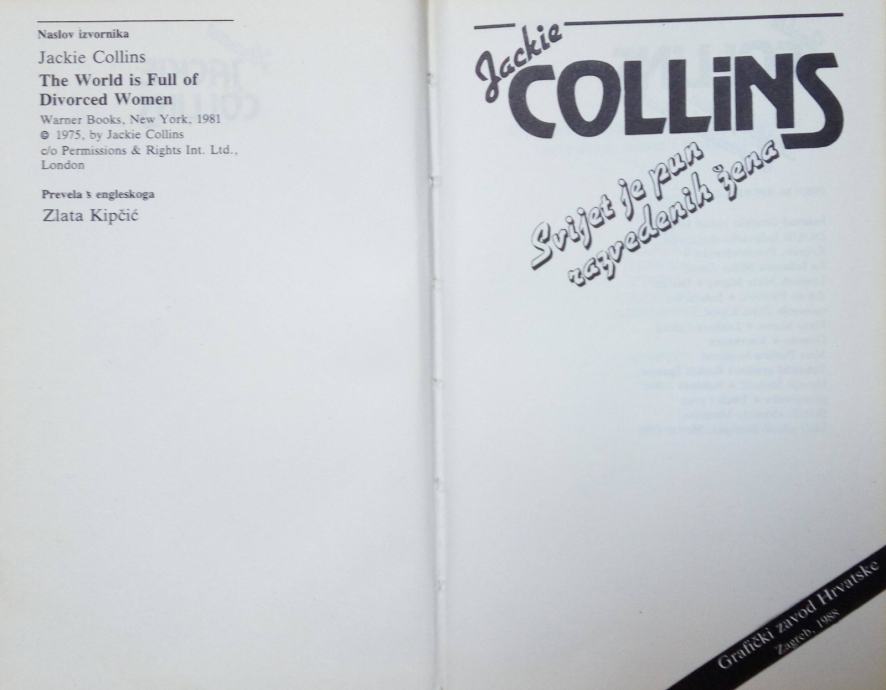 Naslov izvornika
Jackie Collins
The World is Full of
Divorced Women
Warner Books, New York, 1981
© 1975, by Jackie Collins
c/o Permissions & Rights Int. Ltd.,
London
Prevela s engleskoga
Zlata Kipčić
Jackie
COLLiNS
Svijet je pun
razvedenih žena
Grafički zavod Hrvatske
Zagreb, 1988